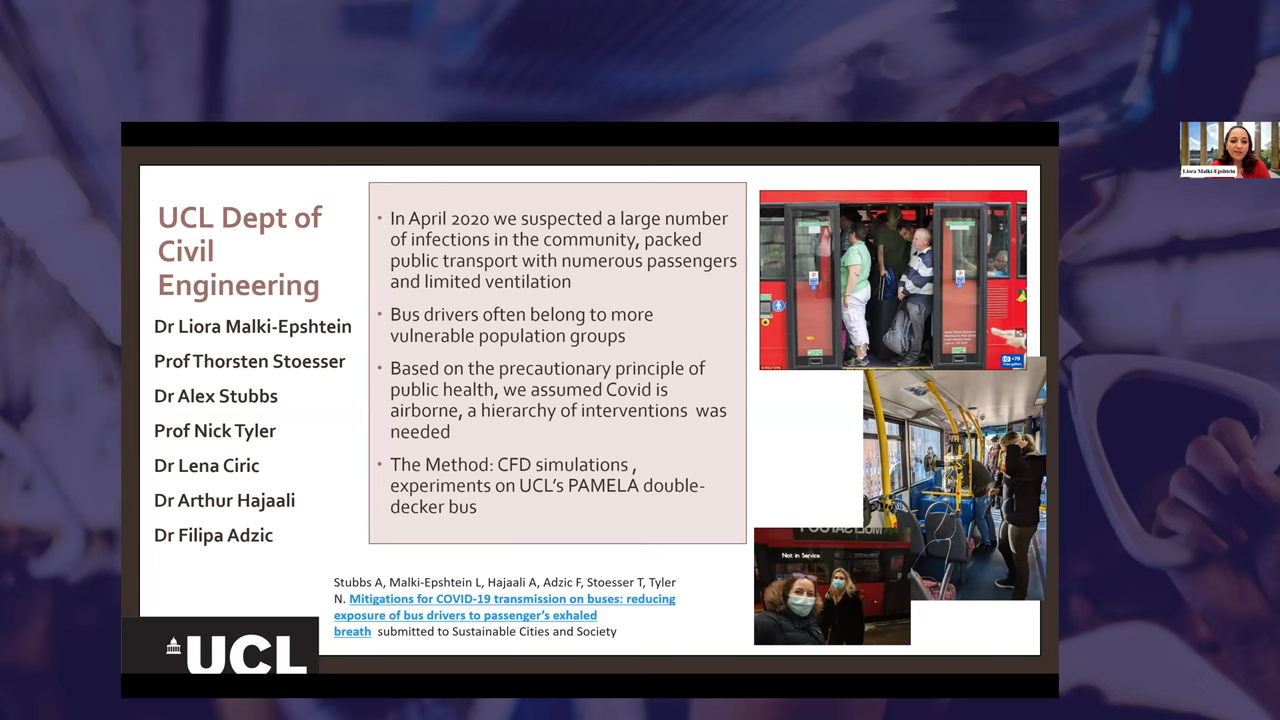 UCL Dept of
Civil
Engineering
Dr Liora Malki-Epshtein
Prof Thorsten Stoesser
Dr Alex Stubbs
Prof Nick Tyler
Dr Lena Ciric
Dr Arthur Hajaali
Dr Filipa Adzic
• In April 2020 we suspected a large number
of infections in the community, packed
public transport with numerous passengers
and limited ventilation
• Bus drivers often belong to more
vulnerable population groups
• Based on the precautionary principle of
public health, we assumed Covid is
airborne, a hierarchy of interventions was
needed
• The Method: CFD simulations ,
experiments on UCL's PAMELA double-
decker bus
Stubbs A, Malki-Epshtein L, Hajaali A, Adzic F, Stoesser T, Tyler
N. Mitigations for COVID-19 transmission on buses: reducing
exposure of bus drivers to passenger's exhaled
breath submitted to Sustainable Cities and Society
UCL
Not in Service
+79
Liora Malki-Epshtein